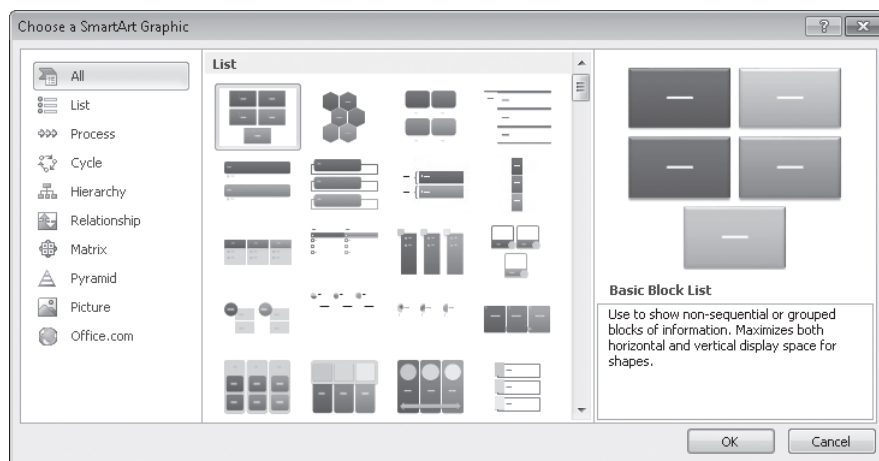 Choose a SmartArt Graphic
All
List
Process
Cycle
Hierarchy
Relationship
Matrix
Pyramid
Picture
Office.com
List
Basic Block List
Use to show non-sequential or grouped
blocks of information. Maximizes both
horizontal and vertical display space for
shapes.
OK
Cancel